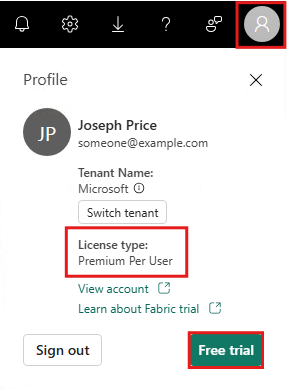 Profile
JP
Joseph Price
someone@example.com
Tenant Name:
Microsoft
Switch tenant
License type:
Premium Per User
View account
Learn about Fabric trial
Sign out
Free trial